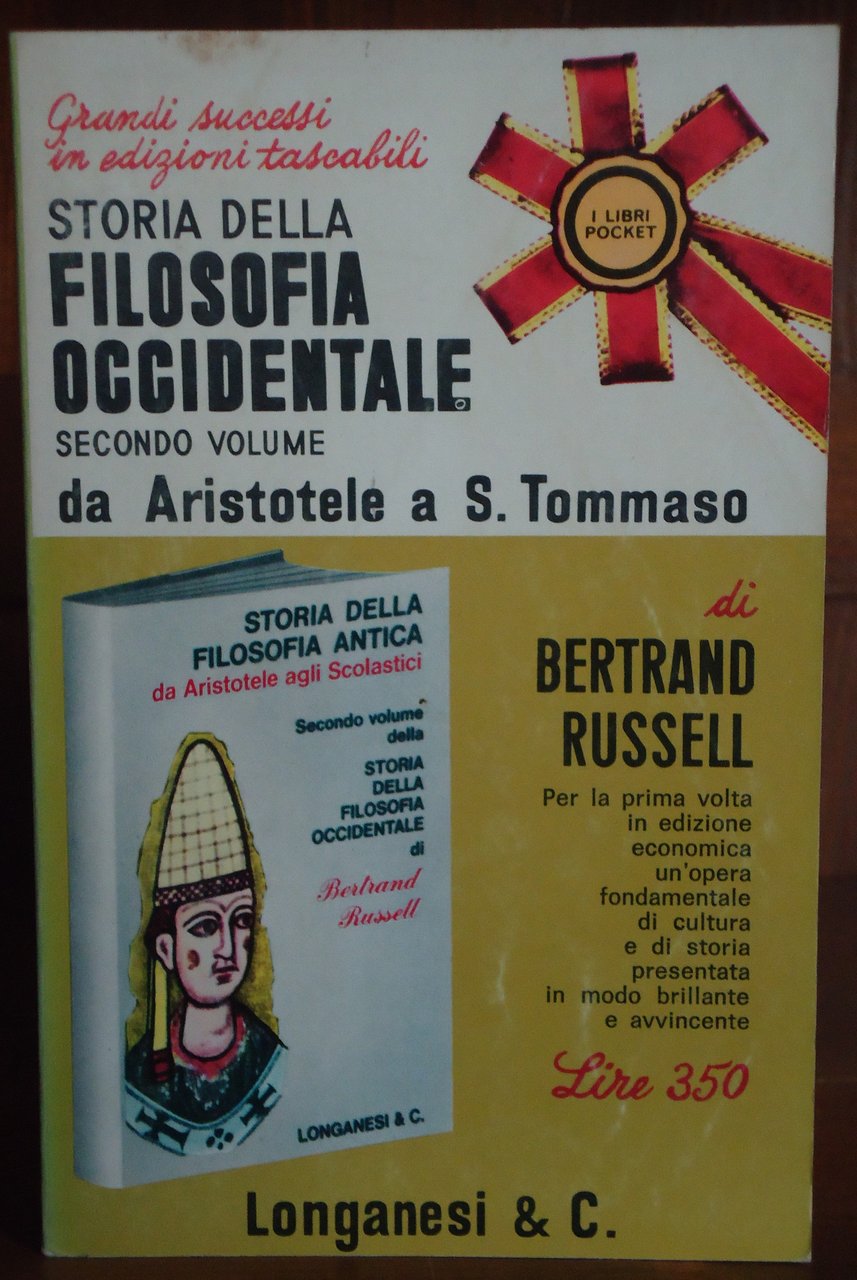 Grandi successi
in edizioni tascabili
I LIBRI
POCKET
STORIA DELLA
FILOSOFIA
OCCIDENTALE
SECONDO VOLUME
da Aristotele a S. Tommaso
STORIA DELLA
FILOSOFIA ANTICA
da Aristotele agli Scolastici
Secondo volume
della
STORIA
DELLA
FILOSOFIA
OCCIDENTALE
di
Bertrand
Russell
LONGANESI & C.
di
BERTRAND
RUSSELL
Per la prima volta
in edizione
economica
un'opera
fondamentale
di cultura
e di storia
presentata
in modo brillante
e avvincente
Lire 350
Longanesi & C.